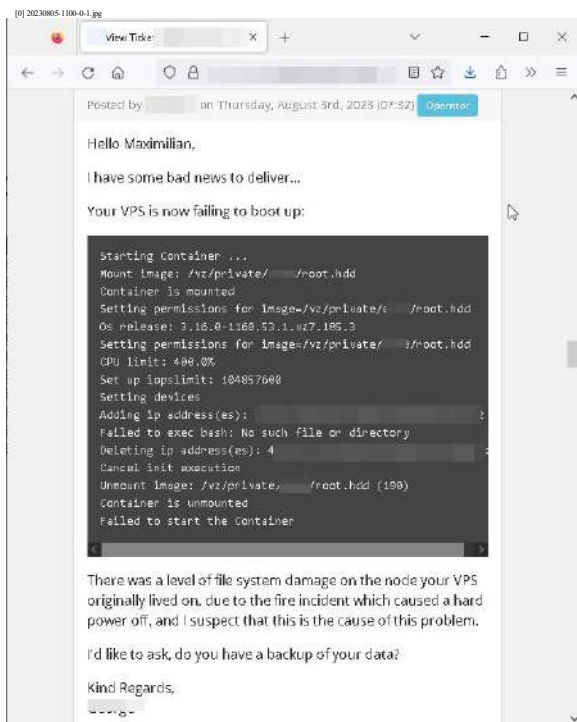 [0] 20230805-1100-0-1.jpg
View Ticke
Posted by on Thursday, August 3rd, 2023 (07:32) Operator
Hello Maximilian,
I have some bad news to deliver...
Your VPS is now failing to boot up:
Starting Container ...
Mount image: /vz/private/ /root.hdd
Container is mounted
Setting permissions for image=/vz/private/ /root.hdd
Os release: 3.10.0-1160.53.1.vz7.185.3
Setting permissions for image=/vz/private/ /root.hdd
CPU limit: 400.0%
Set up iopslimit: 104857600
Setting devices
Adding ip address(es):
Failed to exec bash: No such file or directory
Deleting ip address(es): 4
Cancel init execution
Unmount image: /vz/private/ /root.hdd (190)
Container is unmounted
Failed to start the Container
There was a level of file system damage on the node your VPS
originally lived on, due to the fire incident which caused a hard
power off, and I suspect that this is the cause of this problem.
I'd like to ask, do you have a backup of your data?
Kind Regards,